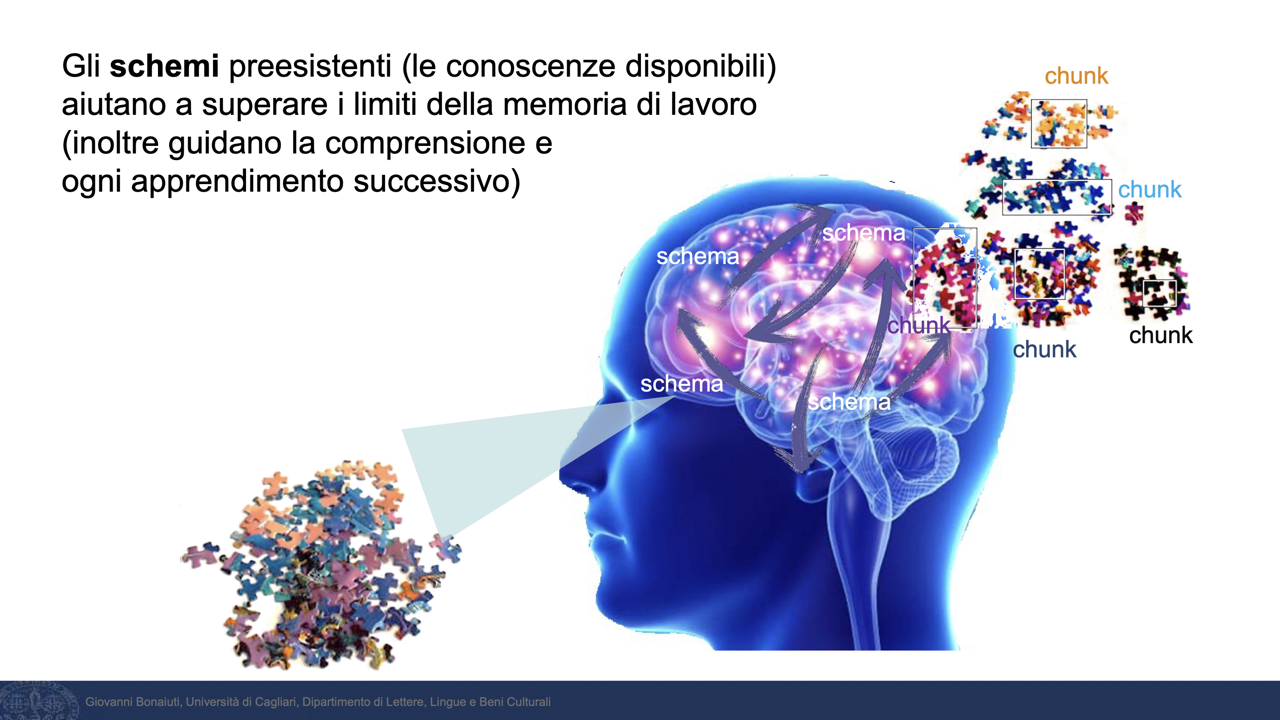 Gli schemi preesistenti (le conoscenze disponibili)
aiutano a superare i limiti della memoria di lavoro
(inoltre guidano la comprensione e
ogni apprendimento successivo)
chunk
chunk
schema
schema
chunk
chunk
chunk
schema
schema
Giovanni Bonaiuti, Università di Cagliari, Dipartimento di Lettere, Lingue e Beni Culturali